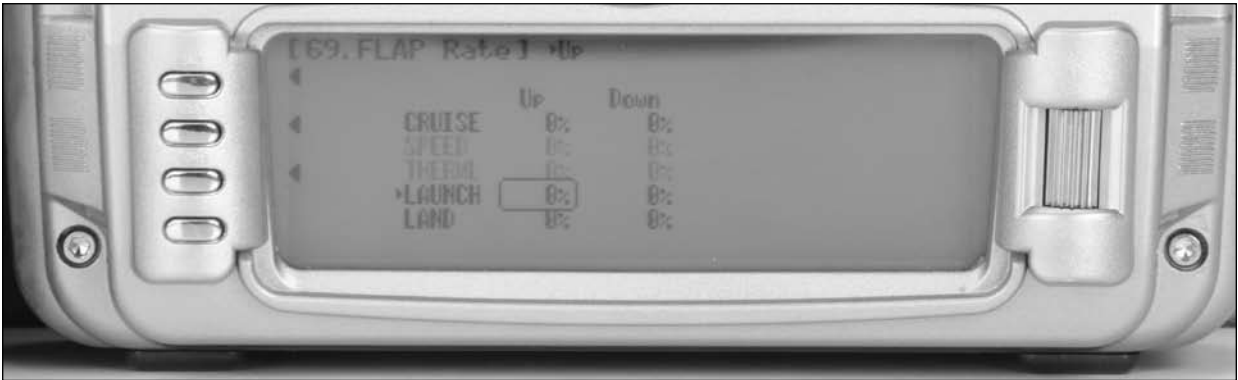 [69.FLAP Rate] ▸Up
Up Down
CRUISE 0% 0%
SPEED 0% 0%
THERML 0% 0%
▸LAUNCH 0% 0%
LAND 0% 0%